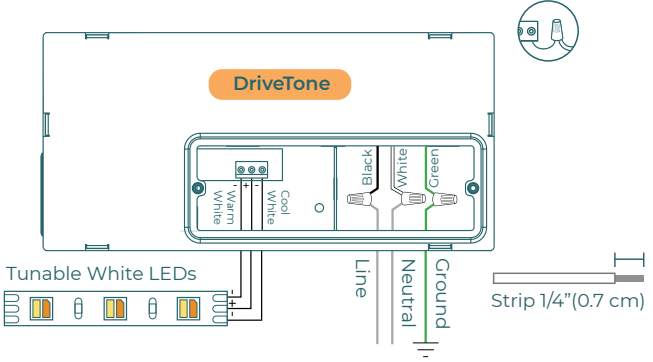 DriveTone
Black
White
Green
- + -
Warm
White
Cool
White
Tunable White LEDs
-
+
-
Line
Neutral
Ground
Strip 1/4”(0.7 cm)